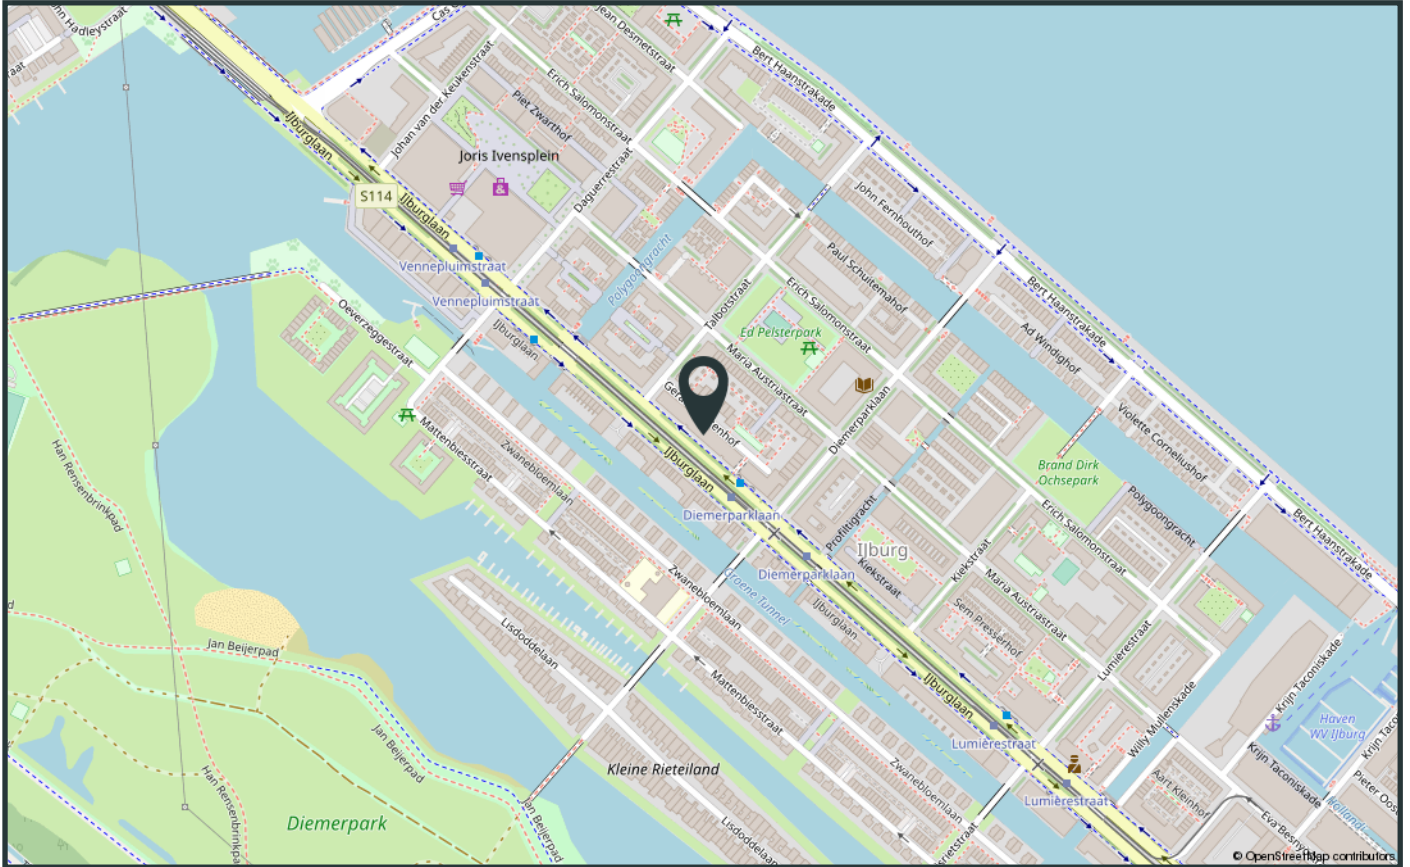 Hadleystraat
Cas
Jean Desmetstraat
Bert Haanstrakade
Johan van der Keukenstraat
Erich Salomonstraat
Piet Zwarthof
IJburglaan
Joris Ivensplein
Daguerrestraat
S114
IJburglaan
John Fernhouthof
Vennepluimstraat
Polygoongracht
Paul Schuitemahof
Vennepluimstraat
Talbotstraat
Erich Salomonstraat
Bert Haanstrakade
Oeverzeggestraat
IJburglaan
Ed Pelsterpark
Ad Windighof
Maria Austriastraat
Diemerparklaan
Violette Corneliushof
Mattenbiesstraat
Zwanebloemlaan
IJburglaan
Brand Dirk
Ochsepark
Han Rensenbrinkpad
Polygoongracht
Diemerparklaan
Profiltigracht
Erich Salomonstraat
Bert Haanstrakade
IJburg
Kiekstraat
Kiekstraat
Diemerparklaan
Groene Tunnel
Zwanebloemlaan
Maria Austriastraat
IJburglaan
Sem Presserhof
Lumièrestraat
Jan Beijerpad
Lisdoddelaan
Krijn Taconiskade
Mattenbiesstraat
IJburglaan
Willy Mullenskade
Haven
WV IJburg
Jan Beijerpad
Lumièrestraat
Krijn Taconiskade
Kleine Rieteiland
Zwanebloemlaan
Aart Kleinhof
Lumièrestraat
Han Rensenbrinkpa
Diemerpark
Jan Beijerpad
Lisdoddelaan
rietstraat
© OpenStreetMap contributors